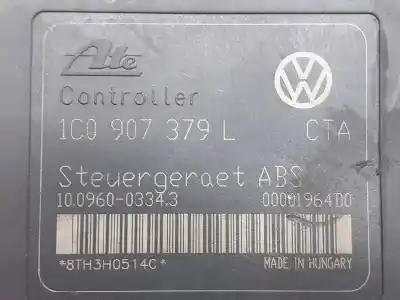 Ate
Controller
1C0 907 379 L CTA
Steuergeraet ABS
10.0960-0334.3 00001964D0
*8TH3H0514C*
MADE IN HUNGARY